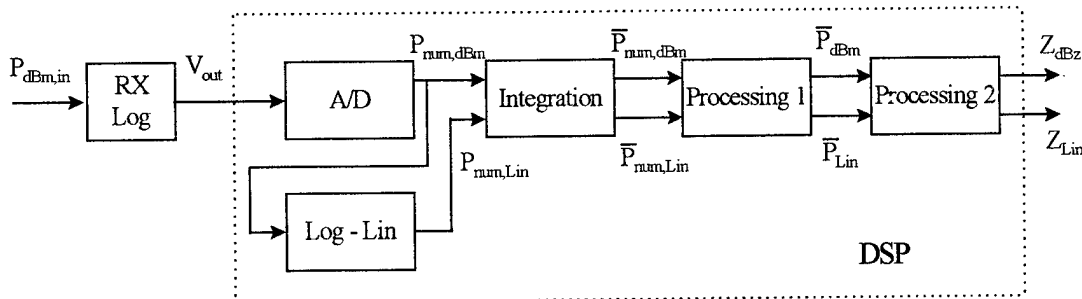 P_dBm,in
RX
Log
V_out
A/D
P_num,dBm
Log - Lin
P_num,Lin
Integration
P̅_num,dBm
P̅_num,Lin
Processing 1
P̅_dBm
P̅_Lin
Processing 2
Z_dBz
Z_Lin
DSP